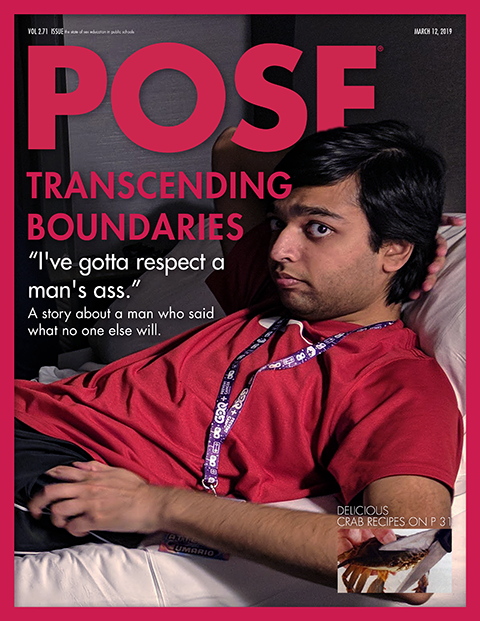 VOL 2.71 ISSUE the state of sex education in public schools
MARCH 12, 2019
POSE®
TRANSCENDING
BOUNDARIES
“I've gotta respect a
man's ass.”
A story about a man who said
what no one else will.
UMARIO
DELICIOUS
CRAB RECIPES ON P 31